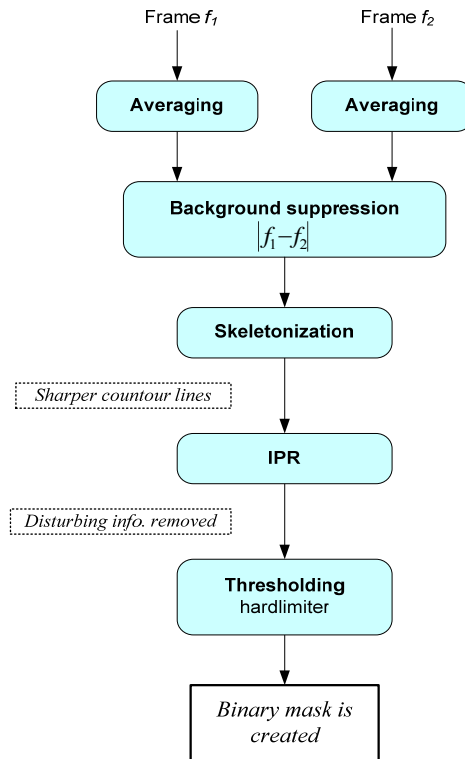 Frame f₁
Frame f₂
Averaging
Averaging
Background suppression
|f₁−f₂|
Skeletonization
Sharper countour lines
IPR
Disturbing info. removed
Thresholding
hardlimiter
Binary mask is
created